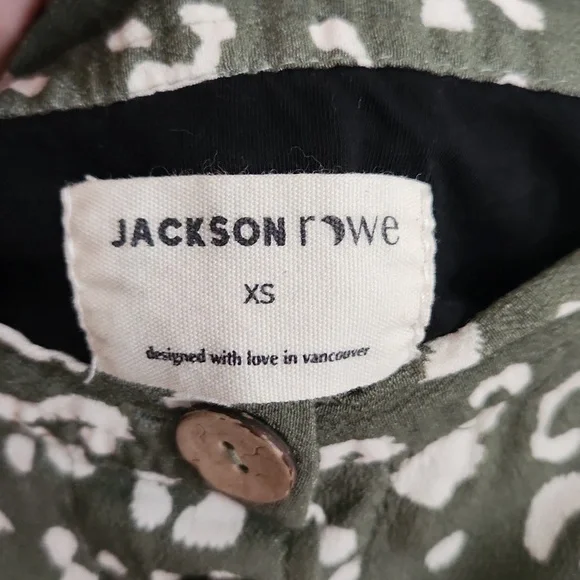 JACKSON rowe
XS
designed with love in vancouver